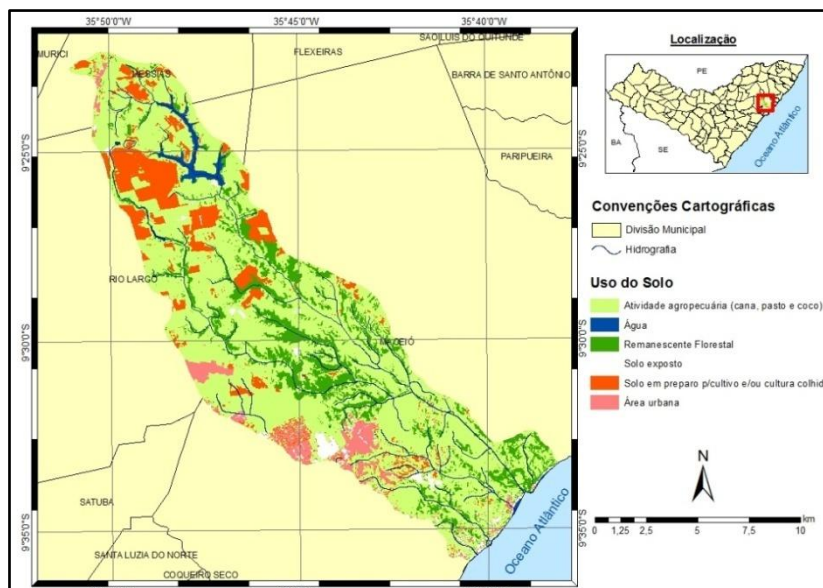 35°50'0"O
35°45'0"O
35°40'0"O
MURICI
MESSIAS
FLEXEIRAS
SÃO LUIS DO QUITUNDE
BARRA DE SANTO ANTÔNIO
PARIPUEIRA
9°25'0"S
9°25'0"S
RIO LARGO
MACEIÓ
9°30'0"S
9°30'0"S
SATUBA
SANTA LUZIA DO NORTE
COQUEIRO SECO
9°35'0"S
9°35'0"S
Oceano Atlântico
Localização
PE
BA
SE
Oceano Atlântico
Convenções Cartográficas
Divisão Municipal
Hidrografia
Uso do Solo
Atividade agropecuária (cana, pasto e coco)
Água
Remanescente Florestal
Solo exposto
Solo em preparo p/cultivo e/ou cultura colhid
Área urbana
N
km
0 1,25 2,5 5 7,5 10